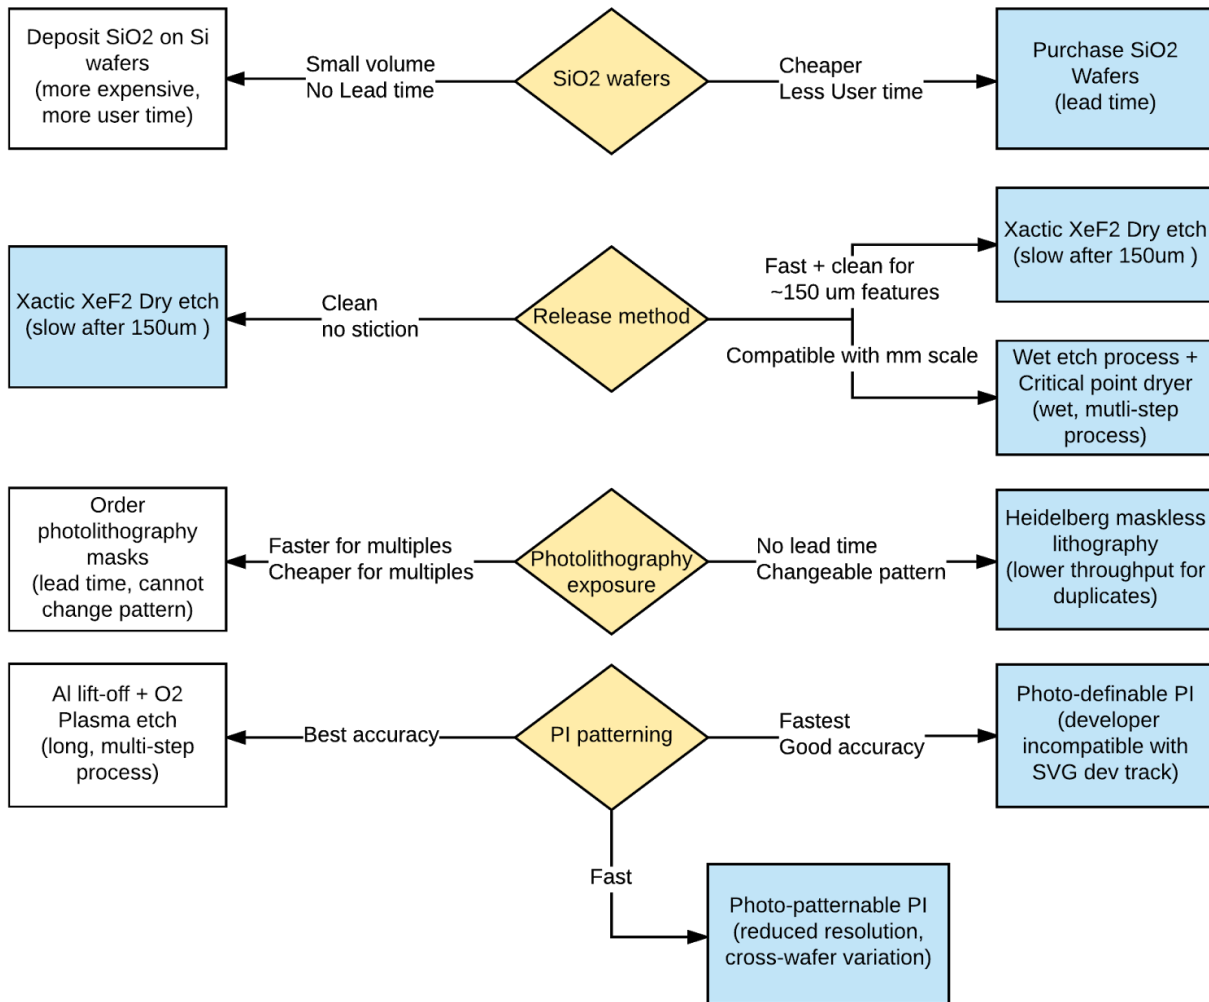 Deposit SiO2 on Si
wafers
(more expensive,
more user time)
Small volume
No Lead time
SiO2 wafers
Cheaper
Less User time
Purchase SiO2
Wafers
(lead time)
Xactic XeF2 Dry etch
(slow after 150um )
Clean
no stiction
Release method
Fast + clean for
~150 um features
Xactic XeF2 Dry etch
(slow after 150um )
Compatible with mm scale
Wet etch process +
Critical point dryer
(wet, mutli-step
process)
Order
photolithography
masks
(lead time, cannot
change pattern)
Faster for multiples
Cheaper for multiples
Photolithography
exposure
No lead time
Changeable pattern
Heidelberg maskless
lithography
(lower throughput for
duplicates)
Al lift-off + O2
Plasma etch
(long, multi-step
process)
Best accuracy
PI patterning
Fastest
Good accuracy
Photo-definable PI
(developer
incompatible with
SVG dev track)
Fast
Photo-patternable PI
(reduced resolution,
cross-wafer variation)